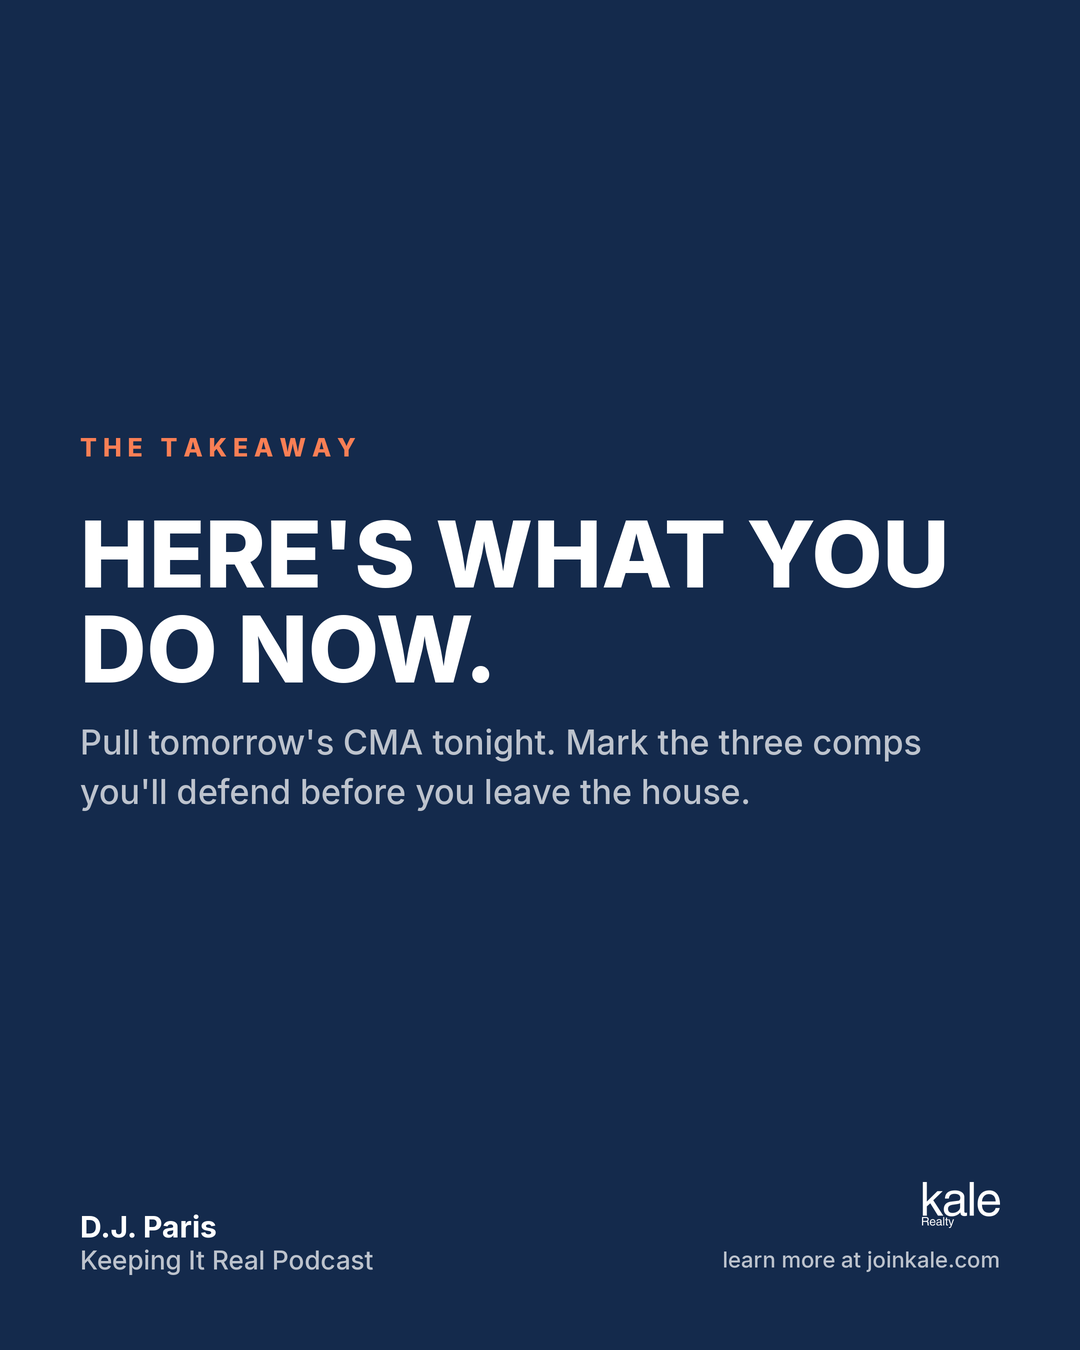 THE TAKEAWAY
HERE'S WHAT YOU
DO NOW.
Pull tomorrow's CMA tonight. Mark the three comps
you'll defend before you leave the house.
D.J. Paris
Keeping It Real Podcast
kale
Realty
learn more at joinkale.com